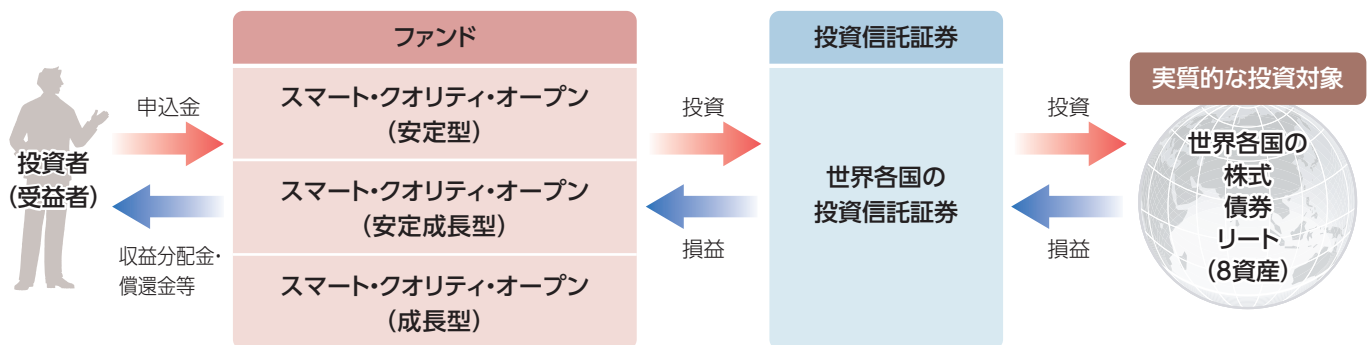 投資者
(受益者)
申込金
収益分配金・
償還金等
ファンド
スマート・クオリティ・オープン
(安定型)
スマート・クオリティ・オープン
(安定成長型)
スマート・クオリティ・オープン
(成長型)
投資
損益
投資信託証券
世界各国の
投資信託証券
投資
損益
実質的な投資対象
世界各国の
株式
債券
リート
(8資産)